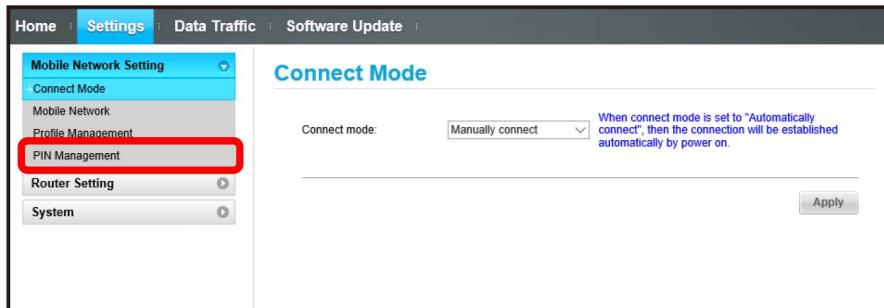 Home Settings Data Traffic Software Update
Mobile Network Setting
Connect Mode
Mobile Network
Profile Management
PIN Management
Router Setting
System
Connect Mode
Connect mode: Manually connect
When connect mode is set to "Automatically
connect", then the connection will be established
automatically by power on.
Apply